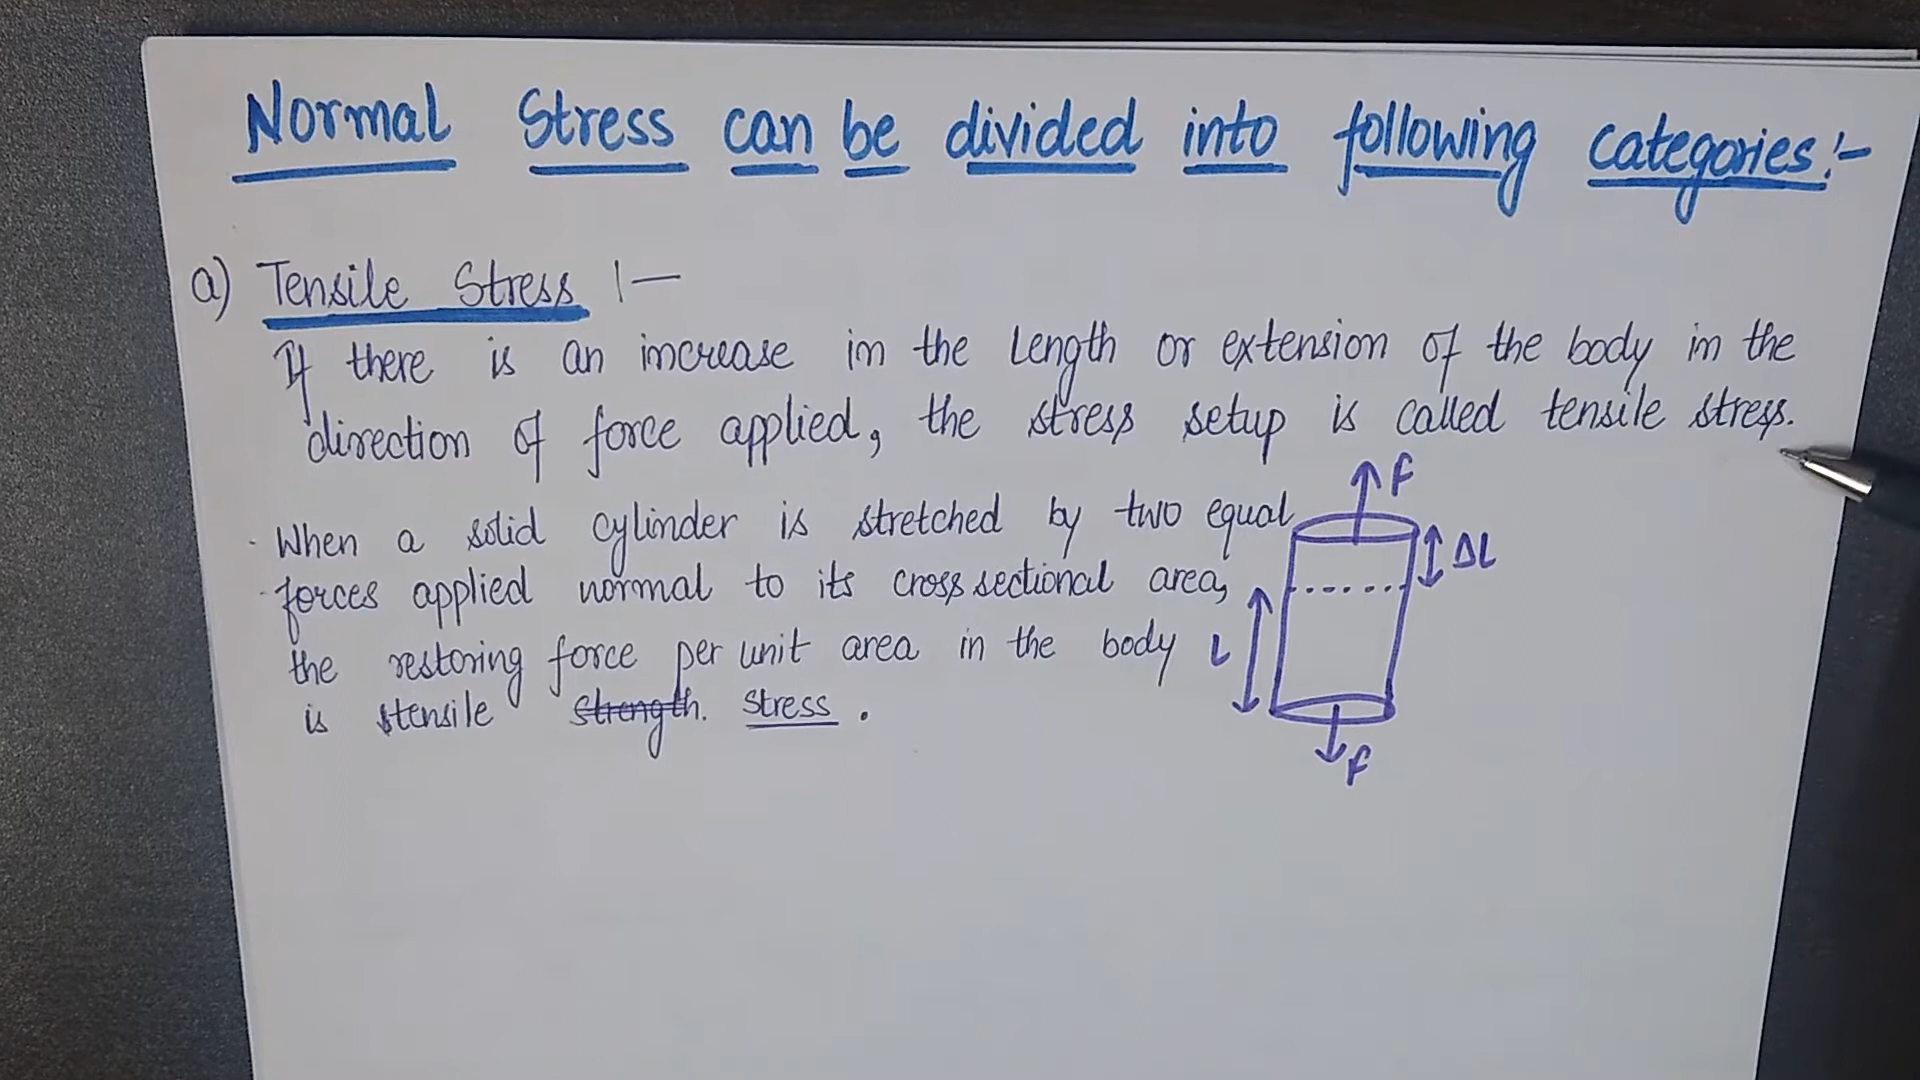 Normal Stress can be divided into following categories:-
a) Tensile Stress :-
If there is an increase in the Length or extension of the body in the
direction of force applied, the stress setup is called tensile stress.
When a solid cylinder is stretched by two equal
forces applied normal to its cross sectional area,
the restoring force per unit area in the body
is stensile strength. Stress.
F
ΔL
L
F